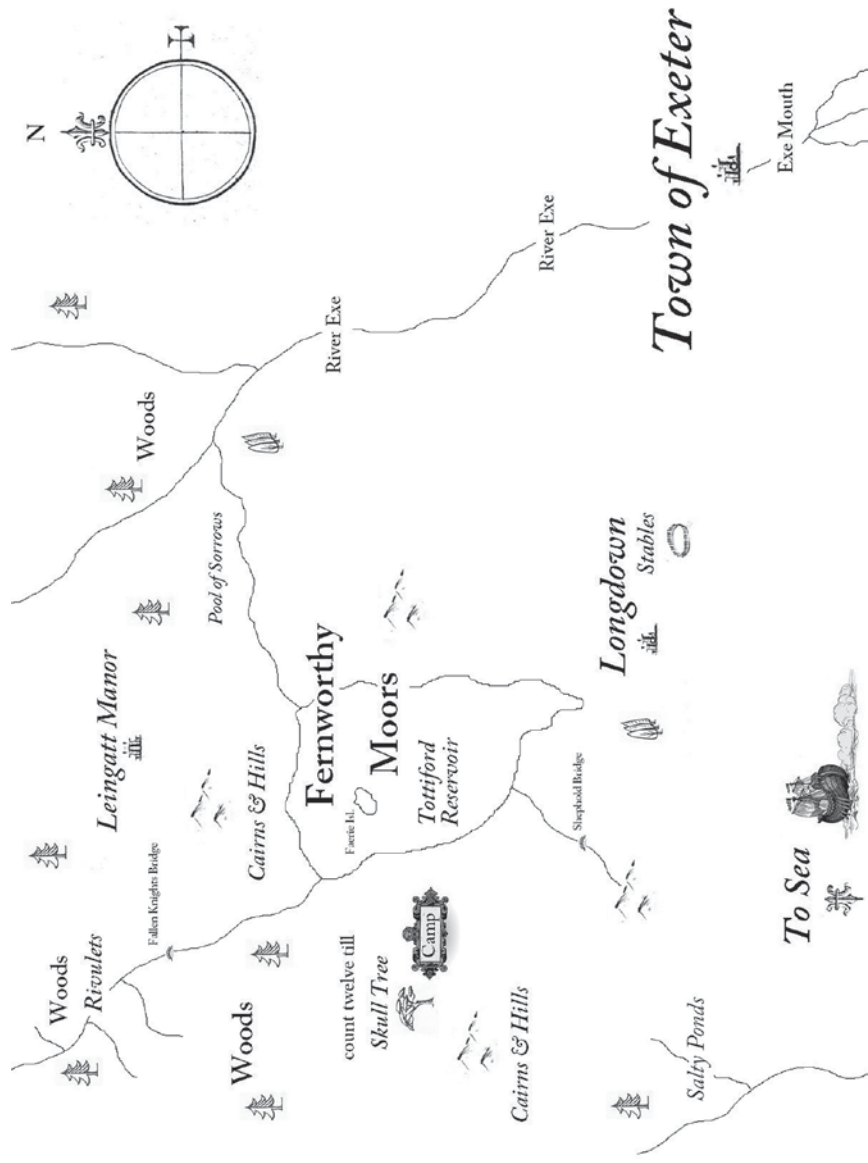 N
E
Woods
Rivulets
Leingatt Manor
Woods
Fallen Knights Bridge
Pool of Sorrows
Woods
Cairns & Hills
River Exe
Fernworthy
Moors
Faerie Isl.
count twelve till
Skull Tree
Camp
Tottiford
Reservoir
River Exe
Cairns & Hills
Shephold Bridge
Longdown
Stables
Town of Exeter
Exe Mouth
Salty Ponds
To Sea